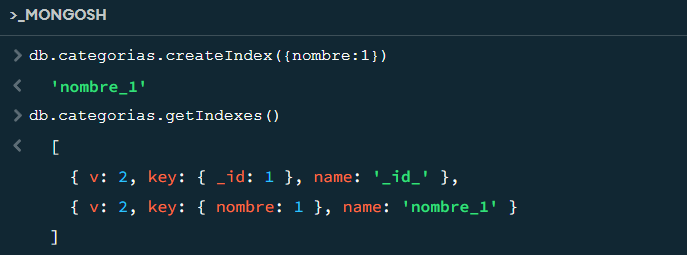 >_MONGOSH
> db.categorias.createIndex({nombre:1})
< 'nombre_1'
> db.categorias.getIndexes()
< [
{ v: 2, key: { _id: 1 }, name: '_id_' },
{ v: 2, key: { nombre: 1 }, name: 'nombre_1' }
]